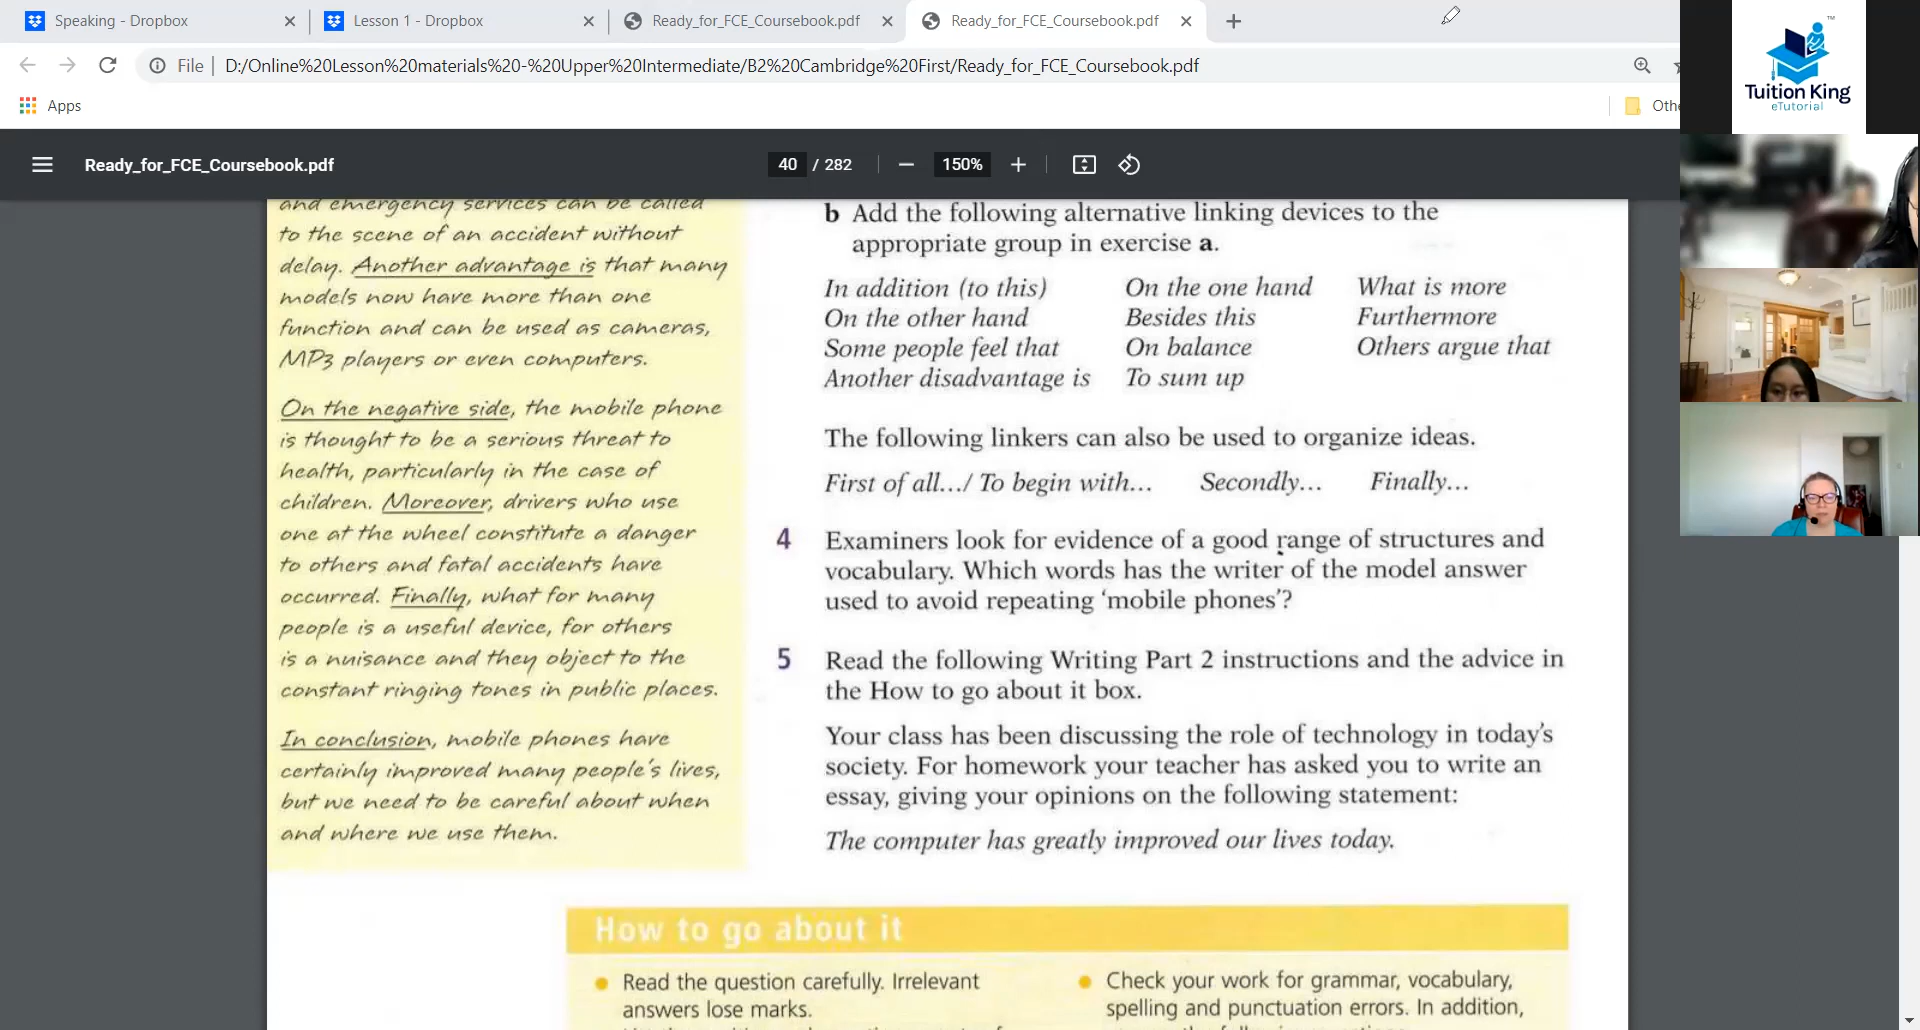 Speaking - Dropbox
Lesson 1 - Dropbox
Ready_for_FCE_Coursebook.pdf
Ready_for_FCE_Coursebook.pdf
File
D:/Online%20Lesson%20materials%20-%20Upper%20Intermediate/B2%20Cambridge%20First/Ready_for_FCE_Coursebook.pdf
Apps
Othe
Ready_for_FCE_Coursebook.pdf
40 / 282
150%
Tuition King
eTutorial
TM
and emergency services can be called
to the scene of an accident without
delay. Another advantage is that many
models now have more than one
function and can be used as cameras,
MP3 players or even computers.
On the negative side, the mobile phone
is thought to be a serious threat to
health, particularly in the case of
children. Moreover, drivers who use
one at the wheel constitute a danger
to others and fatal accidents have
occurred. Finally, what for many
people is a useful device, for others
is a nuisance and they object to the
constant ringing tones in public places.
In conclusion, mobile phones have
certainly improved many people's lives,
but we need to be careful about when
and where we use them.
b Add the following alternative linking devices to the
appropriate group in exercise a.
In addition (to this) On the one hand What is more
On the other hand Besides this Furthermore
Some people feel that On balance Others argue that
Another disadvantage is To sum up
The following linkers can also be used to organize ideas.
First of all.../ To begin with... Secondly... Finally...
4 Examiners look for evidence of a good range of structures and
vocabulary. Which words has the writer of the model answer
used to avoid repeating 'mobile phones'?
5 Read the following Writing Part 2 instructions and the advice in
the How to go about it box.
Your class has been discussing the role of technology in today's
society. For homework your teacher has asked you to write an
essay, giving your opinions on the following statement:
The computer has greatly improved our lives today.
How to go about it
Read the question carefully. Irrelevant
answers lose marks.
Check your work for grammar, vocabulary,
spelling and punctuation errors. In addition,